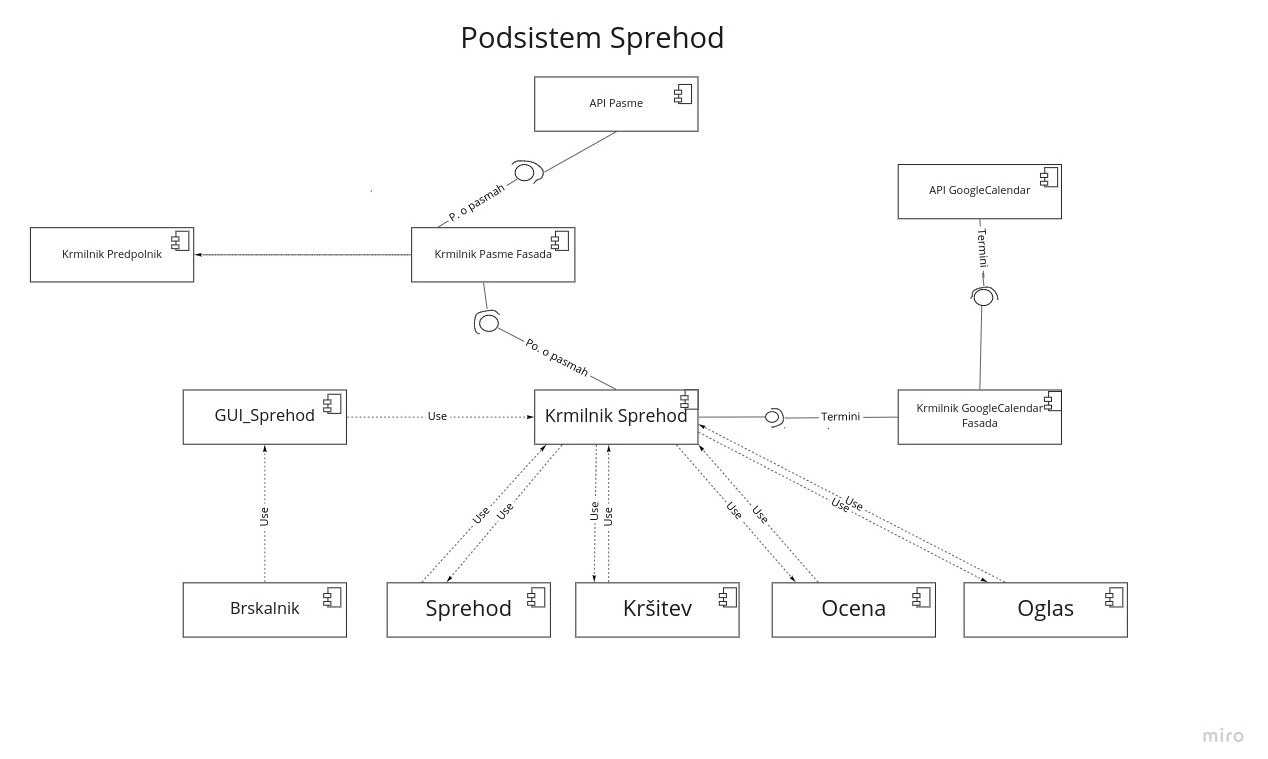 Podsistem Sprehod
API Pasme
P. o pasmah
API GoogleCalendar
Termini
Krmilnik Predpolnik
Krmilnik Pasme Fasada
Po. o pasmah
GUI_Sprehod
Use
Krmilnik Sprehod
Termini
Krmilnik GoogleCalendar
Fasada
Use
Use
Use
Use
Use
Use
Use
Use
Use
Brskalnik
Sprehod
Kršitev
Ocena
Oglas
miro